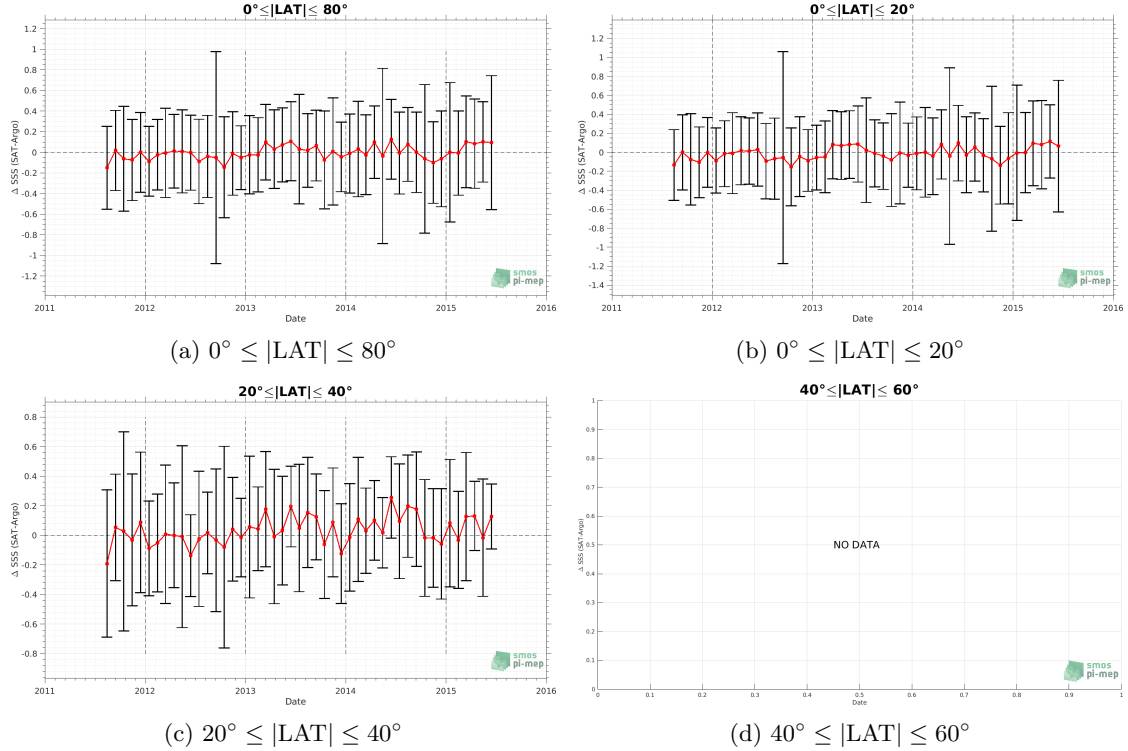 0°≤|LAT|≤ 80°
Δ SSS (SAT-Argo)
1.2
1
0.8
0.6
0.4
0.2
0
-0.2
-0.4
-0.6
-0.8
-1
-1.2
2011 2012 2013 2014 2015 2016
Date
smos
pi-mep
(a) 0° ≤ |LAT| ≤ 80°
0°≤|LAT|≤ 20°
Δ SSS (SAT-Argo)
1.2
1
0.8
0.6
0.4
0.2
0
-0.2
-0.4
-0.6
-0.8
-1
-1.2
-1.4
2011 2012 2013 2014 2015 2016
Date
smos
pi-mep
(b) 0° ≤ |LAT| ≤ 20°
20°≤|LAT|≤ 40°
Δ SSS (SAT-Argo)
0.8
0.6
0.4
0.2
0
-0.2
-0.4
-0.6
-0.8
2011 2012 2013 2014 2015 2016
Date
smos
pi-mep
(c) 20° ≤ |LAT| ≤ 40°
40°≤|LAT|≤ 60°
Δ SSS (SAT-Argo)
1
0.9
0.8
0.7
0.6
0.5
0.4
0.3
0.2
0.1
0
NO DATA
0 0.1 0.2 0.3 0.4 0.5 0.6 0.7 0.8 0.9 1
Date
smos
pi-mep
(d) 40° ≤ |LAT| ≤ 60°